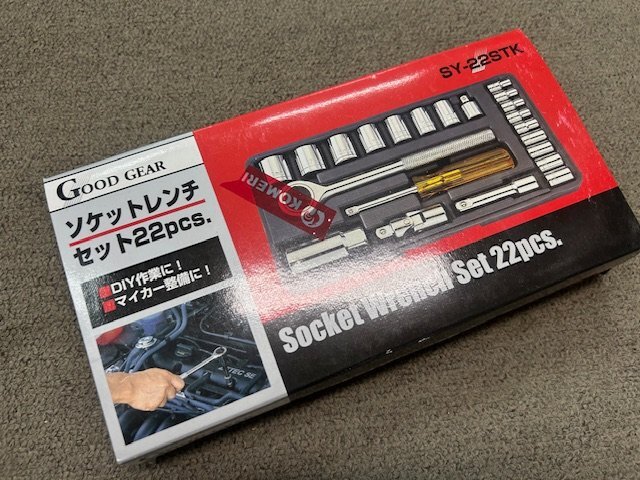 GOOD GEAR
ソケットレンチ
セット22pcs.
DIY作業に!
マイカー整備に!
SY-22STK
KOMERI
Socket Wrench Set 22pcs.